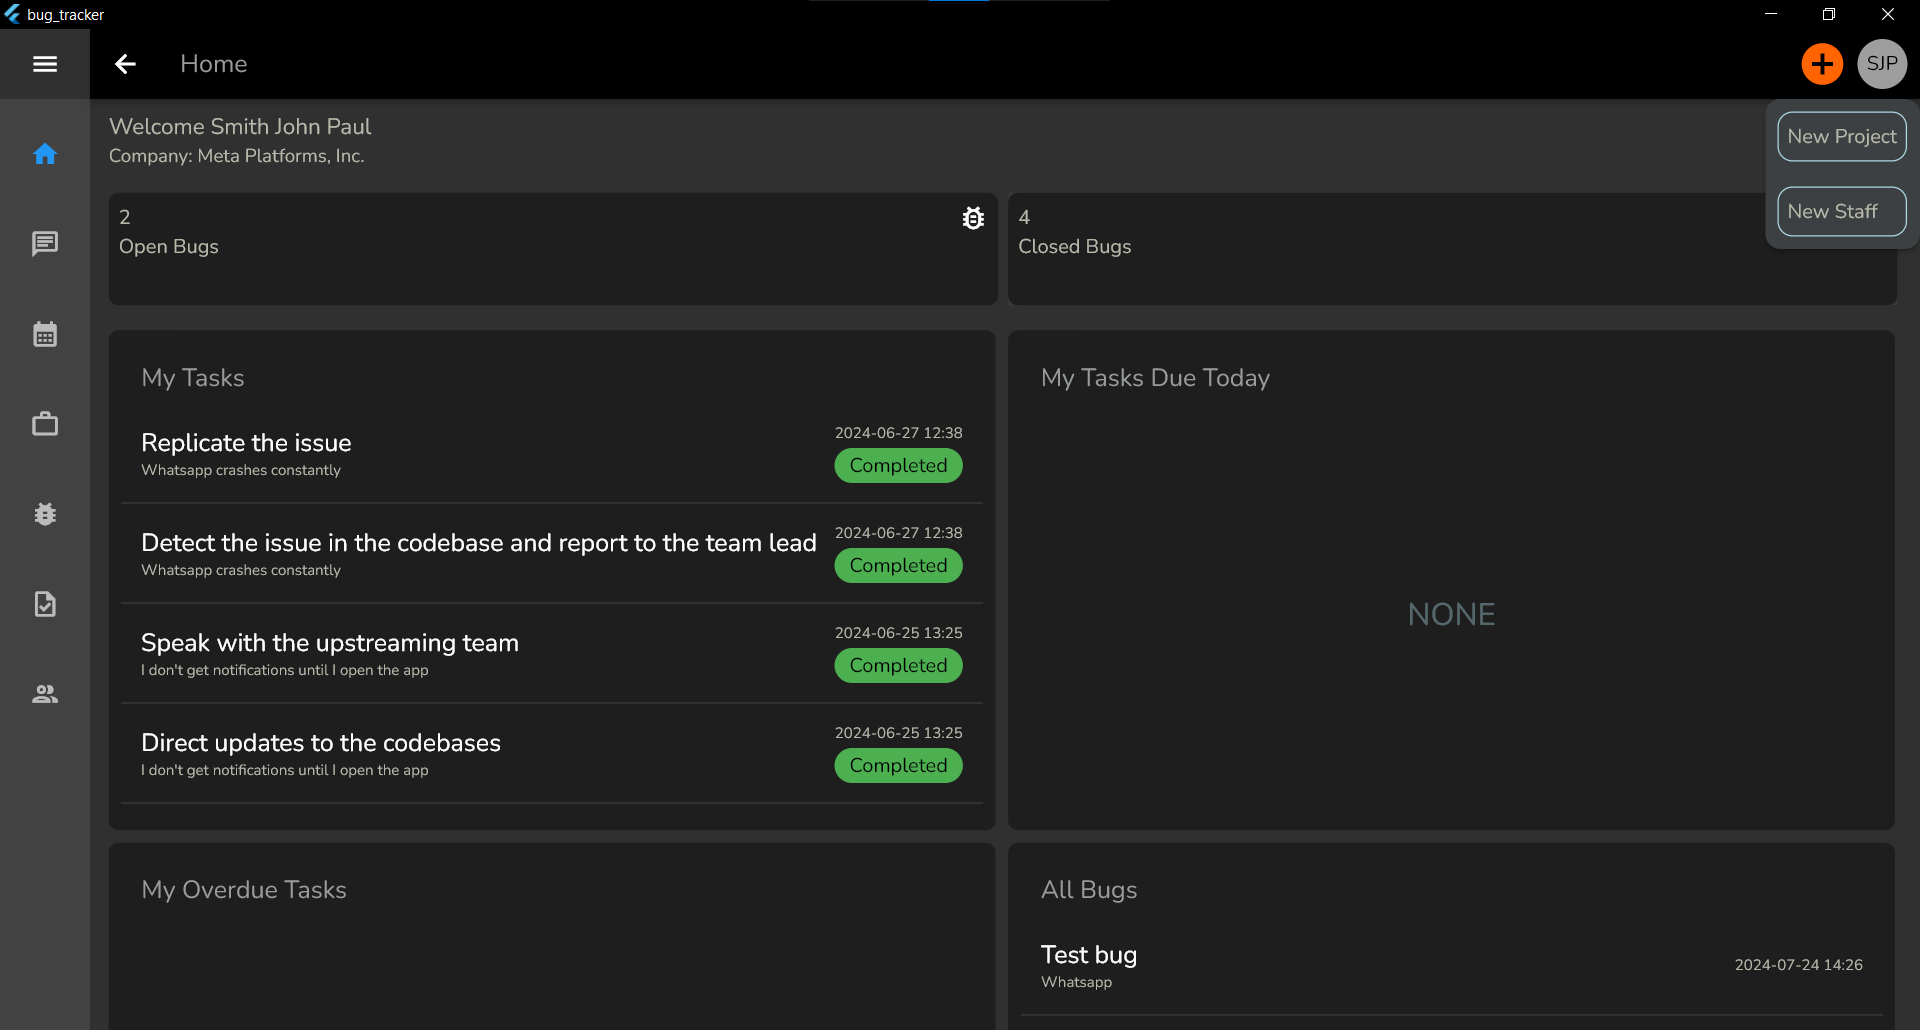 bug_tracker
Home
SJP
Welcome Smith John Paul
Company: Meta Platforms, Inc.
New Project
New Staff
2
Open Bugs
4
Closed Bugs
My Tasks
Replicate the issue
Whatsapp crashes constantly
2024-06-27 12:38
Completed
Detect the issue in the codebase and report to the team lead
Whatsapp crashes constantly
2024-06-27 12:38
Completed
Speak with the upstreaming team
I don't get notifications until I open the app
2024-06-25 13:25
Completed
Direct updates to the codebases
I don't get notifications until I open the app
2024-06-25 13:25
Completed
My Tasks Due Today
NONE
My Overdue Tasks
All Bugs
Test bug
Whatsapp
2024-07-24 14:26